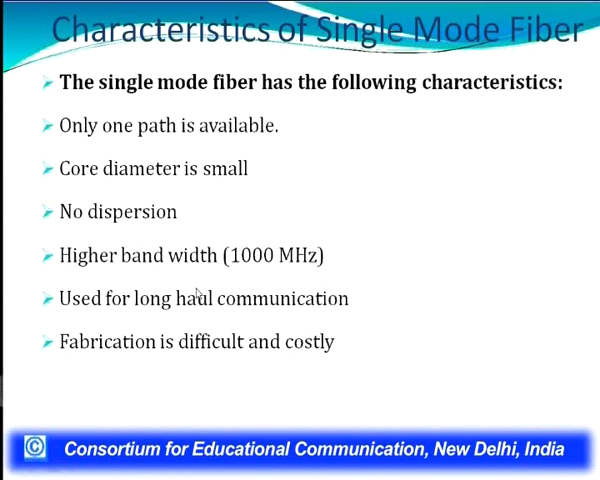 Characteristics of Single Mode Fiber
The single mode fiber has the following characteristics:
Only one path is available.
Core diameter is small
No dispersion
Higher band width (1000 MHz)
Used for long haul communication
Fabrication is difficult and costly
© Consortium for Educational Communication, New Delhi, India